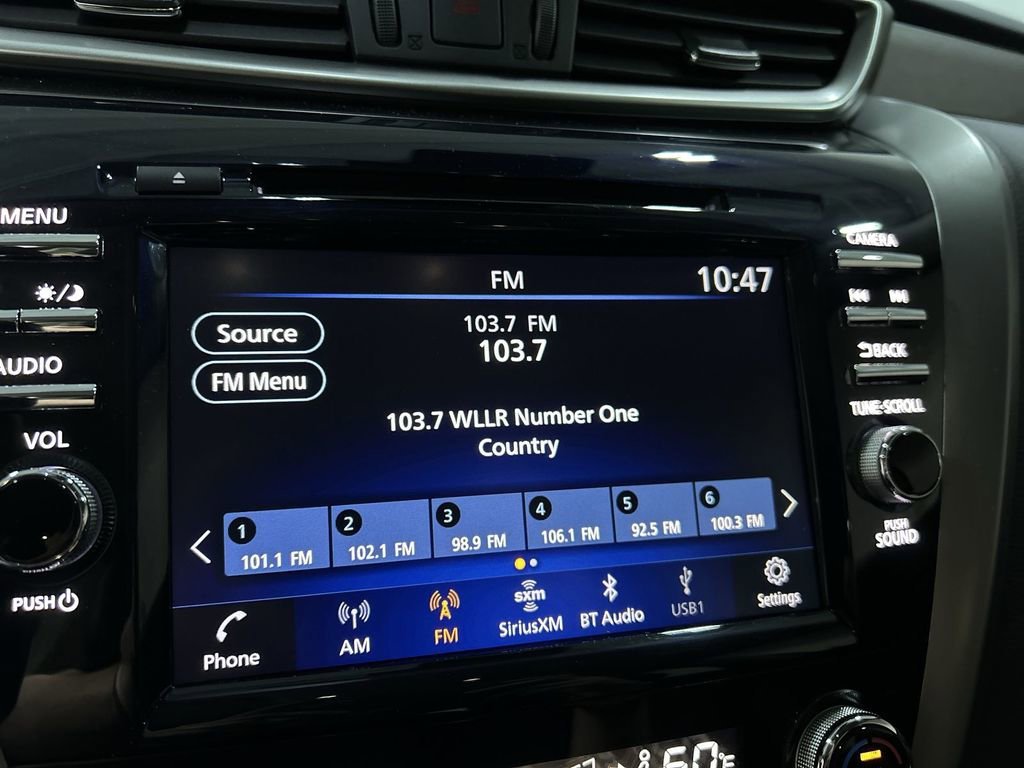 MENU
CAMERA
AUDIO
BACK
VOL
TUNE·SCROLL
PUSH
PUSH
SOUND
FM
10:47
Source
FM Menu
103.7 FM
103.7
103.7 WLLR Number One
Country
1 101.1 FM
2 102.1 FM
3 98.9 FM
4 106.1 FM
5 92.5 FM
6 100.3 FM
Phone
AM
FM
sxm
SiriusXM
BT Audio
USB1
Settings
60°F